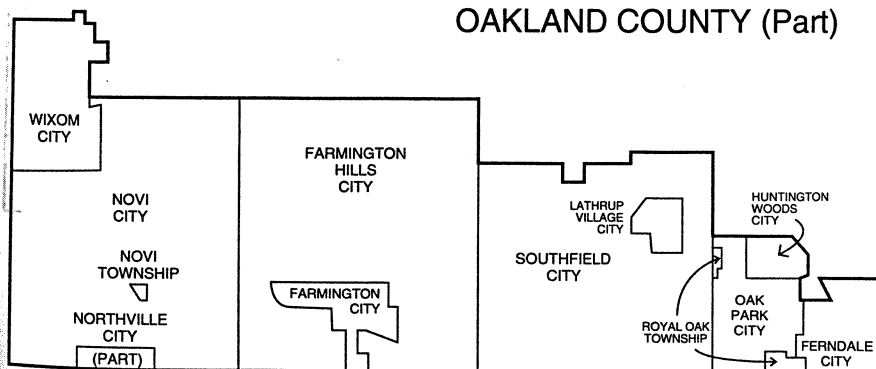 OAKLAND COUNTY (Part)
WIXOM
CITY
FARMINGTON
HILLS
CITY
NOVI
CITY
LATHRUP
VILLAGE
CITY
HUNTINGTON
WOODS
CITY
NOVI
TOWNSHIP
SOUTHFIELD
CITY
FARMINGTON
CITY
NORTHVILLE
CITY
(PART)
ROYAL OAK
TOWNSHIP
OAK
PARK
CITY
FERNDALE
CITY